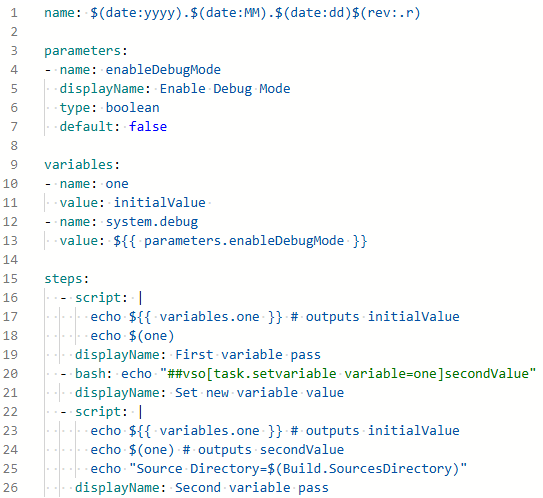 1 name: $(date:yyyy).$(date:MM).$(date:dd)$(rev:.r)
2
3 parameters:
4 - name: enableDebugMode
5   displayName: Enable Debug Mode
6   type: boolean
7   default: false
8
9 variables:
10 - name: one
11   value: initialValue
12 - name: system.debug
13   value: ${{ parameters.enableDebugMode }}
14
15 steps:
16   - script: |
17       echo ${{ variables.one }} # outputs initialValue
18       echo $(one)
19     displayName: First variable pass
20   - bash: echo "##vso[task.setvariable variable=one]secondValue"
21     displayName: Set new variable value
22   - script: |
23       echo ${{ variables.one }} # outputs initialValue
24       echo $(one) # outputs secondValue
25       echo "Source Directory=$(Build.SourcesDirectory)"
26     displayName: Second variable pass